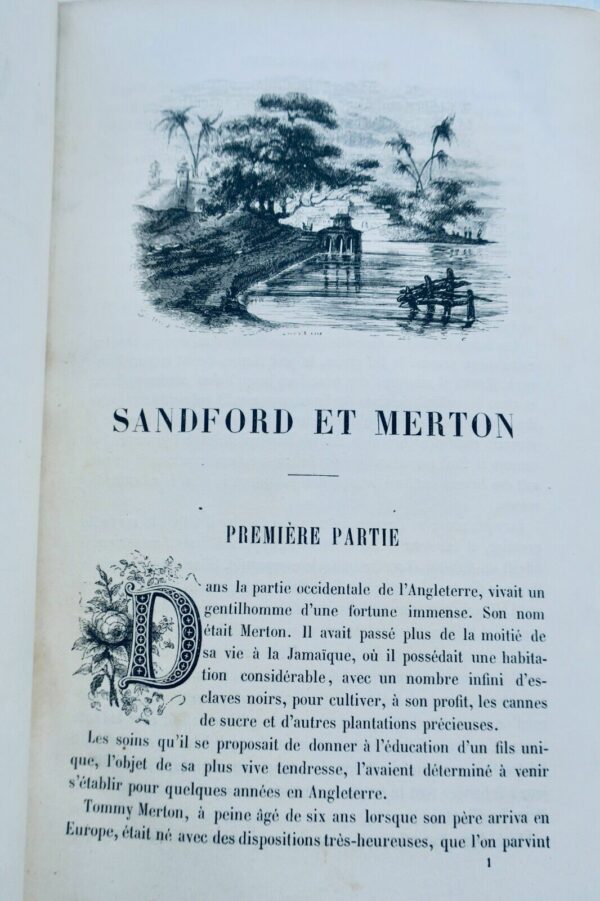 SANDFORD ET MERTON
PREMIÈRE PARTIE
Dans la partie occidentale de l'Angleterre, vivait un
gentilhomme d'une fortune immense. Son nom
était Merton. Il avait passé plus de la moitié de
sa vie à la Jamaïque, où il possédait une habita-
tion considérable, avec un nombre infini d'es-
claves noirs, pour cultiver, à son profit, les cannes
de sucre et d'autres plantations précieuses.
Les soins qu'il se proposait de donner à l'éducation d'un fils uni-
que, l'objet de sa plus vive tendresse, l'avaient déterminé à venir
s'établir pour quelques années en Angleterre.
Tommy Merton, à peine âgé de six ans lorsque son père arriva en
Europe, était né avec des dispositions très-heureuses, que l'on parvint
1